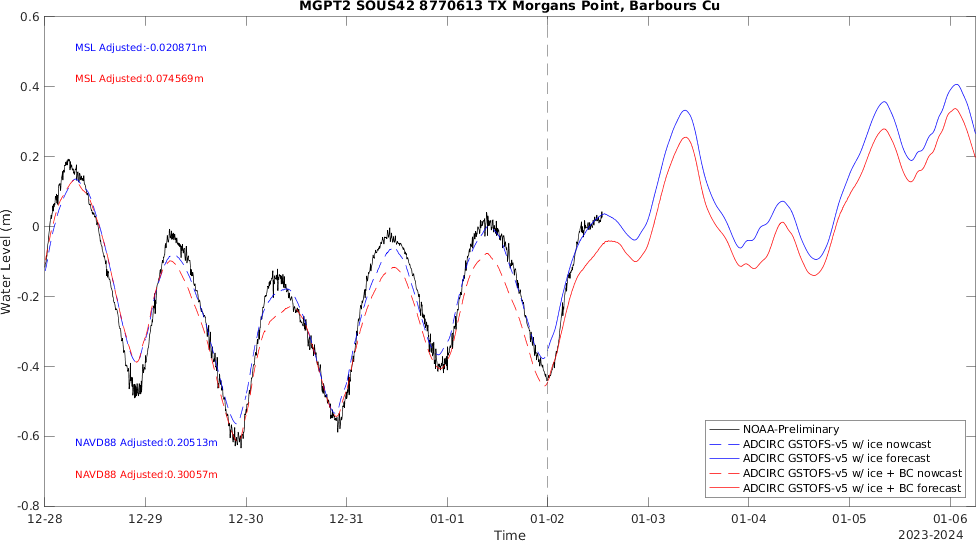 MGPT2 SOUS42 8770613 TX Morgans Point, Barbours Cu
0.6
0.4
0.2
0
-0.2
-0.4
-0.6
-0.8
Water Level (m)
MSL Adjusted:-0.020871m
MSL Adjusted:0.074569m
NAVD88 Adjusted:0.20513m
NAVD88 Adjusted:0.30057m
NOAA-Preliminary
ADCIRC GSTOFS-v5 w/ ice nowcast
ADCIRC GSTOFS-v5 w/ ice forecast
ADCIRC GSTOFS-v5 w/ ice + BC nowcast
ADCIRC GSTOFS-v5 w/ ice + BC forecast
12-28 12-29 12-30 12-31 01-01 01-02 01-03 01-04 01-05 01-06
Time
2023-2024